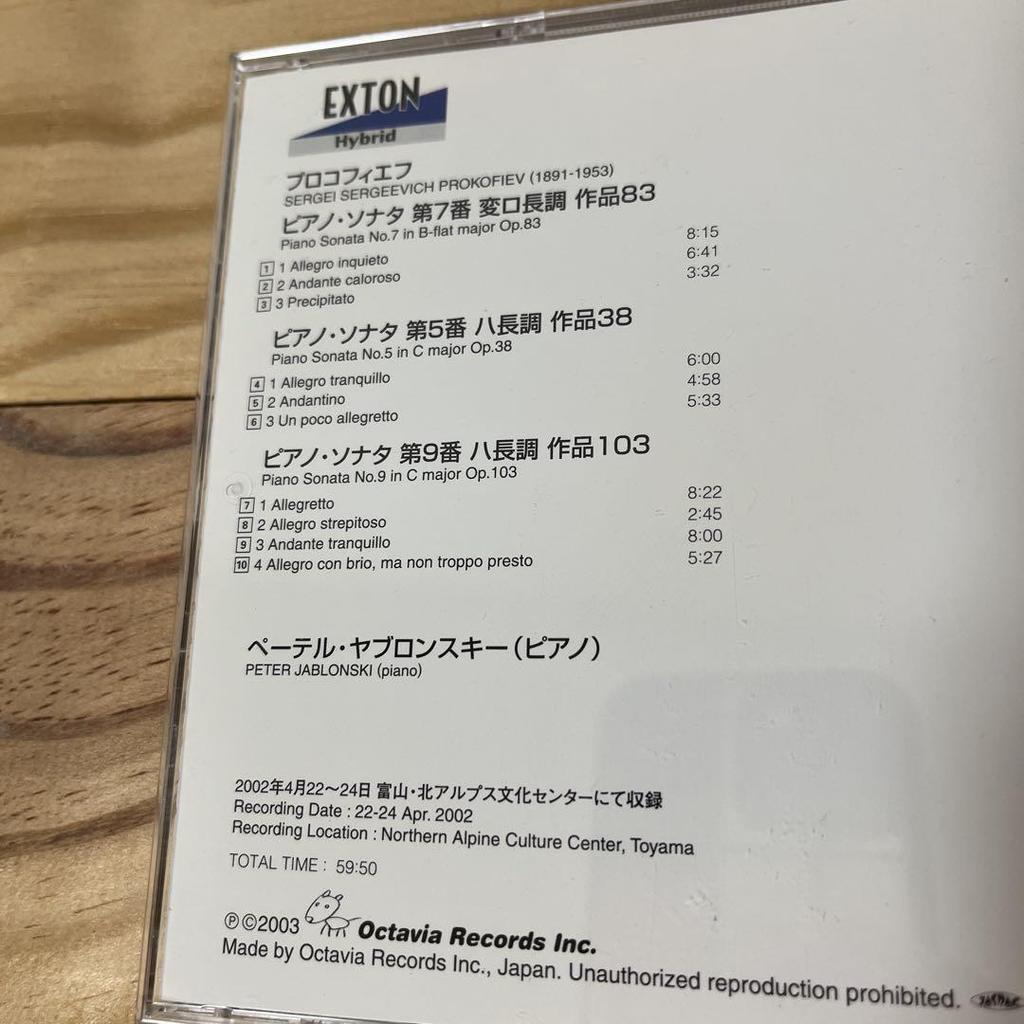 EXTON
Hybrid
プロコフィエフ
SERGEI SERGEEVICH PROKOFIEV (1891-1953)
ピアノ・ソナタ 第7番 変ロ長調 作品83
Piano Sonata No.7 in B-flat major Op.83
1 1 Allegro inquieto 8:15
2 2 Andante caloroso 6:41
3 3 Precipitato 3:32
ピアノ・ソナタ 第5番 ハ長調 作品38
Piano Sonata No.5 in C major Op.38
4 1 Allegro tranquillo 6:00
5 2 Andantino 4:58
6 3 Un poco allegretto 5:33
ピアノ・ソナタ 第9番 ハ長調 作品103
Piano Sonata No.9 in C major Op.103
7 1 Allegretto 8:22
8 2 Allegro strepitoso 2:45
9 3 Andante tranquillo 8:00
10 4 Allegro con brio, ma non troppo presto 5:27
ペーテル・ヤブロンスキー(ピアノ)
PETER JABLONSKI (piano)
2002年4月22〜24日 富山・北アルプス文化センターにて収録
Recording Date : 22-24 Apr. 2002
Recording Location : Northern Alpine Culture Center, Toyama
TOTAL TIME : 59:50
℗©2003 Octavia Records Inc.
Made by Octavia Records Inc., Japan. Unauthorized reproduction prohibited.